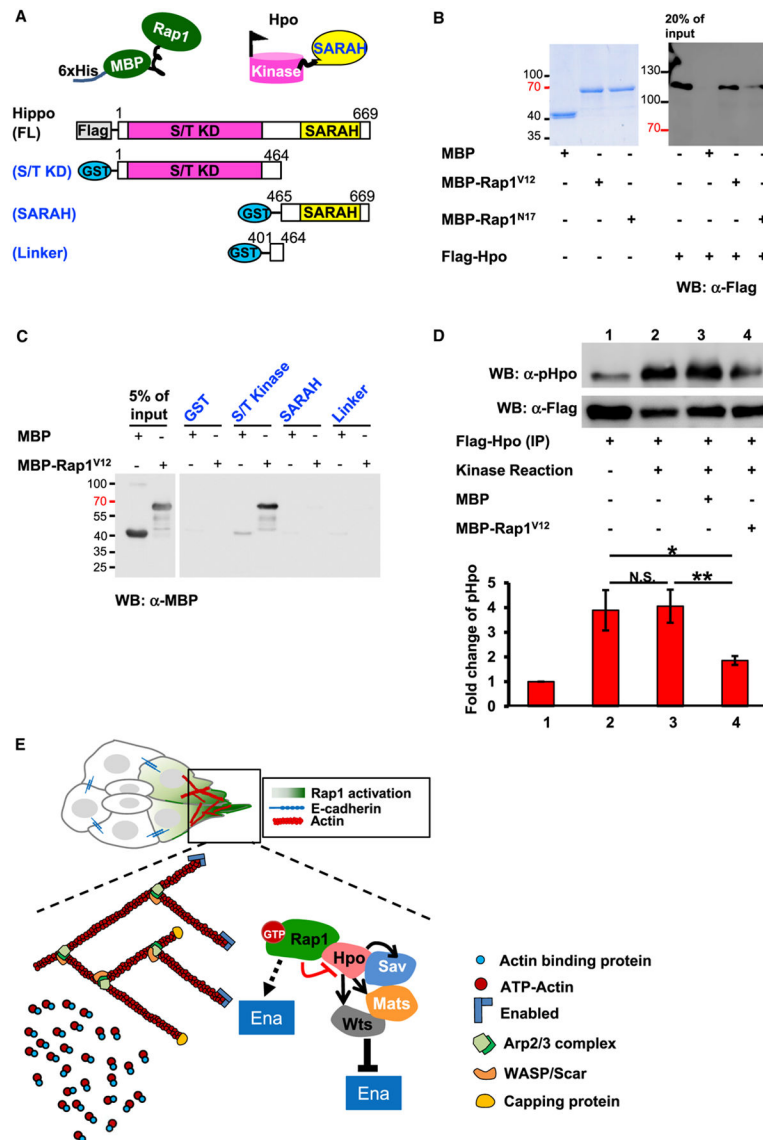 A
Rap1
MBP
6xHis
Hpo
SARAH
Kinase
Hippo
(FL)
1 669
Flag S/T KD SARAH
(S/T KD)
1 464
GST S/T KD
(SARAH)
465 669
GST SARAH
(Linker)
401 464
GST
B
20% of
input
100
70
40
35
130
100
70
MBP + - - - + - -
MBP-Rap1V12 - + - - - + -
MBP-Rap1N17 - - + - - - +
Flag-Hpo - - - + + + +
WB: α-Flag
C
5% of
input
GST
S/T Kinase
SARAH
Linker
MBP + - + - + - + - + -
MBP-Rap1V12 - + - + - + - + - +
100
70
55
40
35
25
WB: α-MBP
D
1 2 3 4
WB: α-pHpo
WB: α-Flag
Flag-Hpo (IP) + + + +
Kinase Reaction - + + +
MBP - - + -
MBP-Rap1V12 - - - +
*
N.S. **
Fold change of pHpo
5
4
3
2
1
0
1 2 3 4
E
Rap1 activation
E-cadherin
Actin
GTP
Rap1
Hpo
Sav
Mats
Wts
Ena
Ena
Actin binding protein
ATP-Actin
Enabled
Arp2/3 complex
WASP/Scar
Capping protein